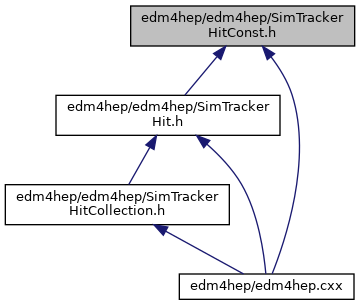 edm4hep/edm4hep/SimTracker
HitConst.h
edm4hep/edm4hep/SimTracker
Hit.h
edm4hep/edm4hep/SimTracker
HitCollection.h
edm4hep/edm4hep.cxx